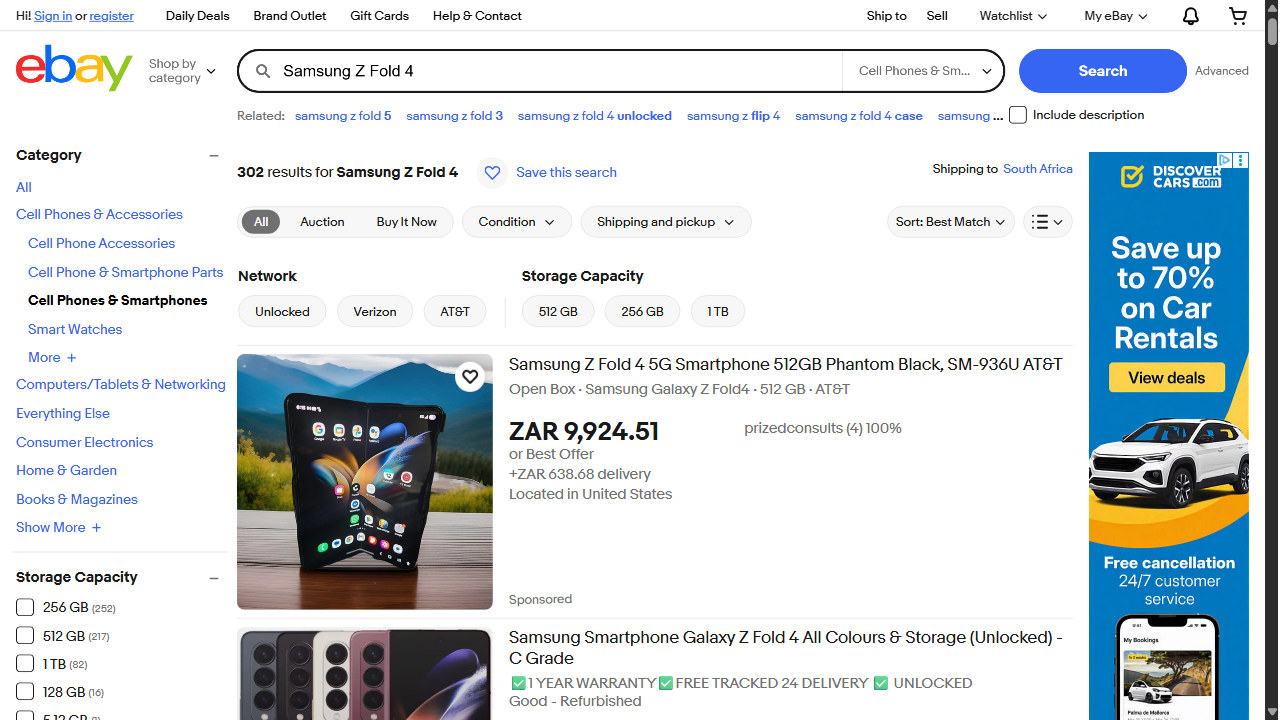 Hi! Sign in or register
Daily Deals
Brand Outlet
Gift Cards
Help & Contact
Ship to
Sell
Watchlist
My eBay
ebay
Shop by
category
Samsung Z Fold 4
Cell Phones & Sm...
Search
Advanced
Related:
samsung z fold 5
samsung z fold 3
samsung z fold 4 unlocked
samsung z flip 4
samsung z fold 4 case
samsung ...
Include description
Category
All
Cell Phones & Accessories
Cell Phone Accessories
Cell Phone & Smartphone Parts
Cell Phones & Smartphones
Smart Watches
More +
Computers/Tablets & Networking
Everything Else
Consumer Electronics
Home & Garden
Books & Magazines
Show More +
Storage Capacity
256 GB (252)
512 GB (217)
1 TB (82)
128 GB (16)
302 results for Samsung Z Fold 4
Save this search
Shipping to South Africa
All
Auction
Buy It Now
Condition
Shipping and pickup
Sort: Best Match
Network
Unlocked
Verizon
AT&T
Storage Capacity
512 GB
256 GB
1 TB
Samsung Z Fold 4 5G Smartphone 512GB Phantom Black, SM-936U AT&T
Open Box · Samsung Galaxy Z Fold4 · 512 GB · AT&T
ZAR 9,924.51
or Best Offer
+ZAR 638.68 delivery
Located in United States
prizedconsults (4) 100%
Sponsored
Samsung Smartphone Galaxy Z Fold 4 All Colours & Storage (Unlocked) -
C Grade
✅1 YEAR WARRANTY✅FREE TRACKED 24 DELIVERY ✅ UNLOCKED
Good - Refurbished
DISCOVER
CARS.com
Save up
to 70%
on Car
Rentals
View deals
Free cancellation
24/7 customer
service
My Bookings
Palma de Mallorca